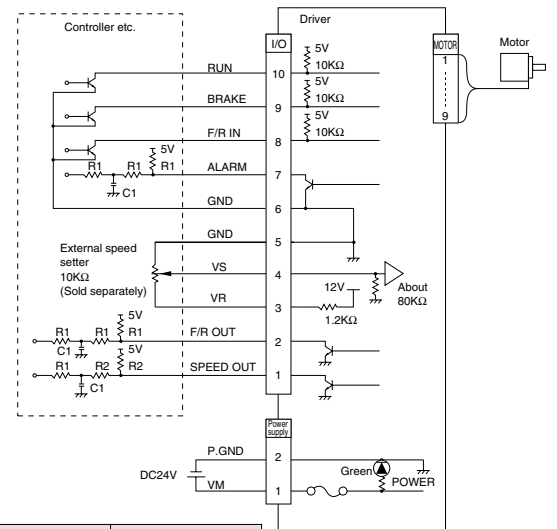 Controller etc.
Driver
I/O
MOTOR
Motor
1
9
RUN
10
5V
10KΩ
BRAKE
9
5V
10KΩ
F/R IN
8
5V
10KΩ
5V
R1
R1
R1
C1
ALARM
7
GND
6
GND
5
External speed
setter
10KΩ
(Sold separately)
VS
4
About
80KΩ
VR
3
12V
1.2KΩ
5V
R1
R1
R1
C1
F/R OUT
2
5V
R1
R2
R2
C1
SPEED OUT
1
Power
supply
P.GND
2
DC24V
VM
1
Green
POWER